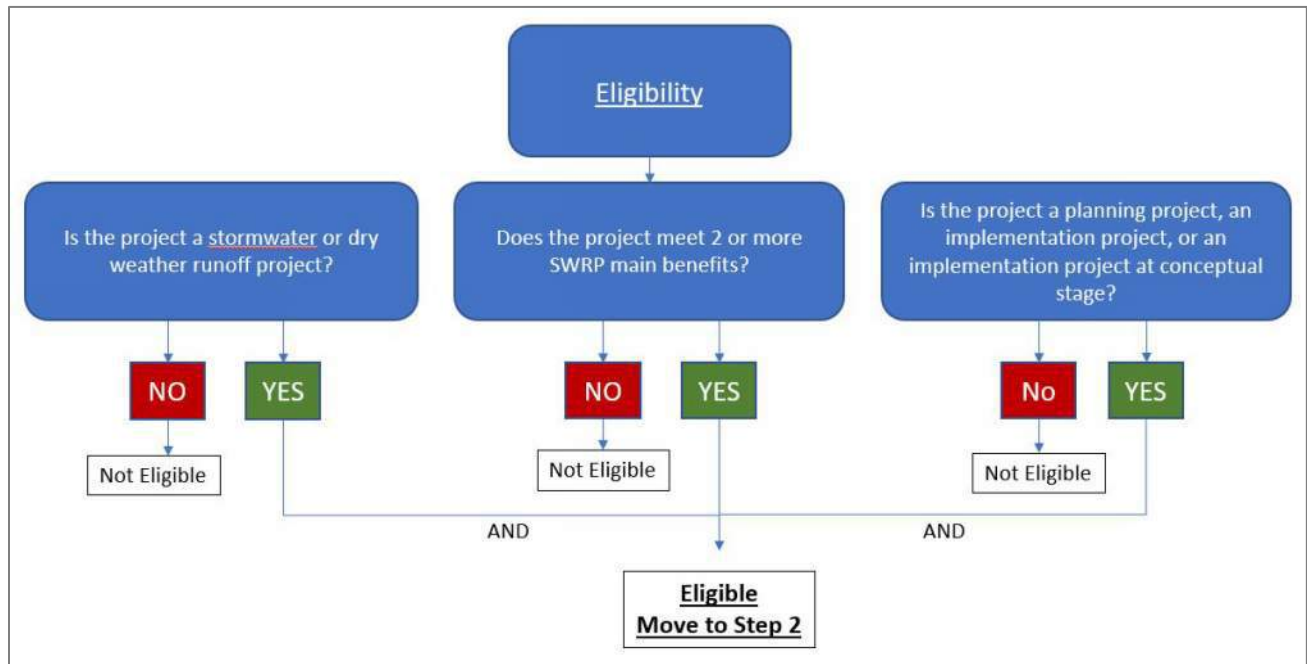 Eligibility
Is the project a stormwater or dry
weather runoff project?
Does the project meet 2 or more
SWRP main benefits?
Is the project a planning project, an
implementation project, or an
implementation project at conceptual
stage?
NO
YES
NO
YES
No
YES
Not Eligible
Not Eligible
Not Eligible
AND
AND
Eligible
Move to Step 2